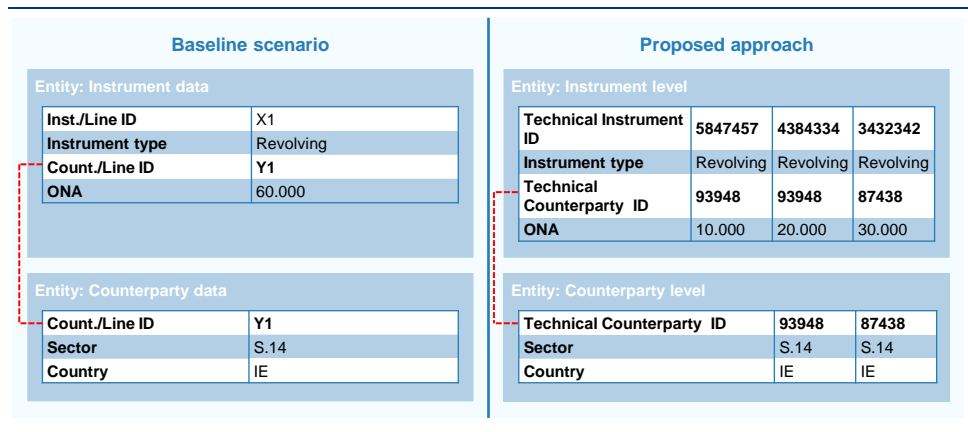 Baseline scenario
Entity: Instrument data
Inst./Line ID X1
Instrument type Revolving
Count./Line ID Y1
ONA 60.000
Entity: Counterparty data
Count./Line ID Y1
Sector S.14
Country IE
Proposed approach
Entity: Instrument level
Technical Instrument
ID 5847457 4384334 3432342
Instrument type Revolving Revolving Revolving
Technical
Counterparty ID 93948 93948 87438
ONA 10.000 20.000 30.000
Entity: Counterparty level
Technical Counterparty ID 93948 87438
Sector S.14 S.14
Country IE IE